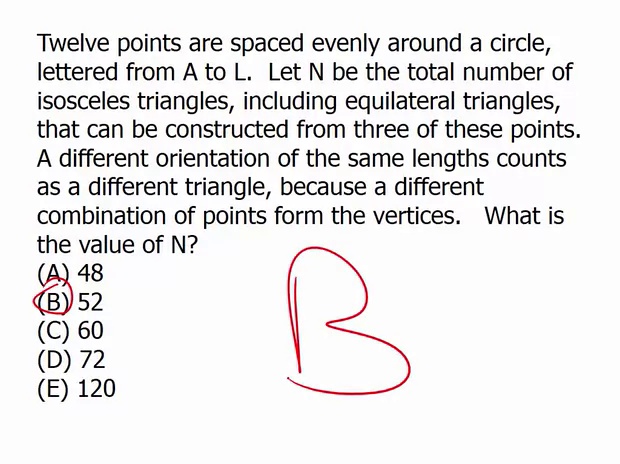 Twelve points are spaced evenly around a circle,
lettered from A to L.  Let N be the total number of
isosceles triangles, including equilateral triangles,
that can be constructed from three of these points.
A different orientation of the same lengths counts
as a different triangle, because a different
combination of points form the vertices.   What is
the value of N?
(A) 48
(B) 52
(C) 60
(D) 72
(E) 120
B